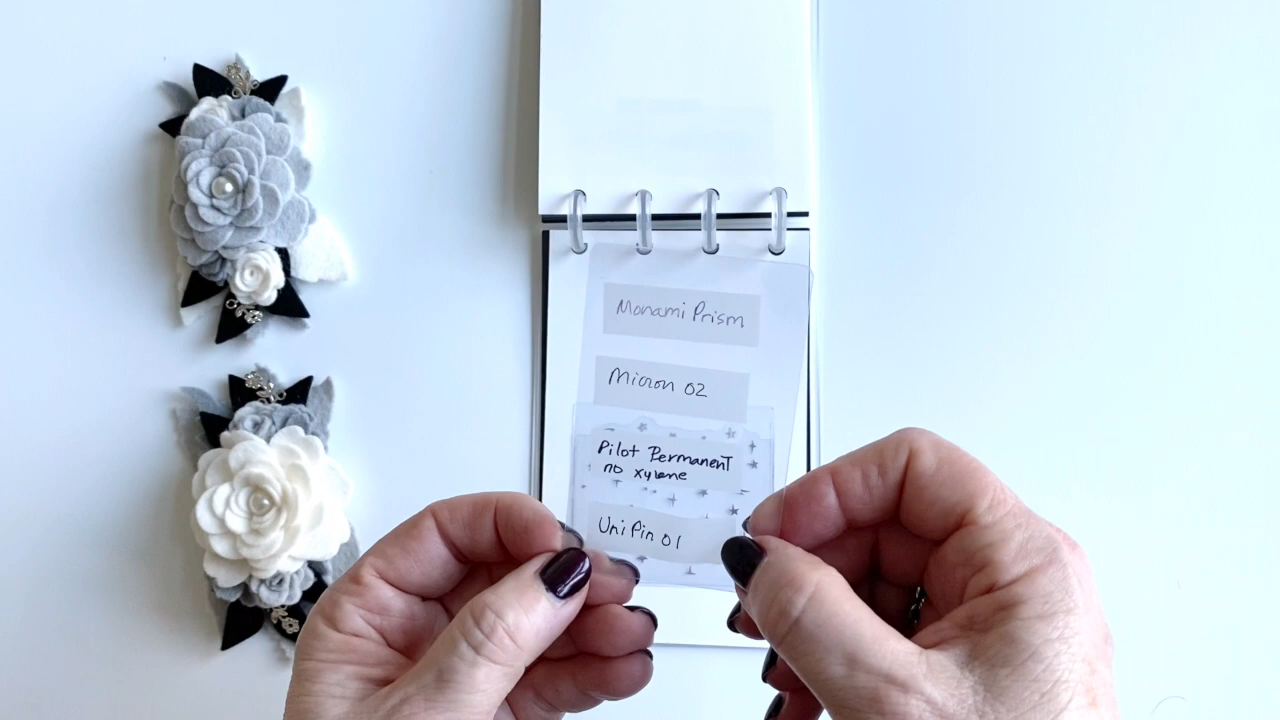 Monami Prism
Micron 02
Pilot Permanent
no xylene
Uni Pin 01